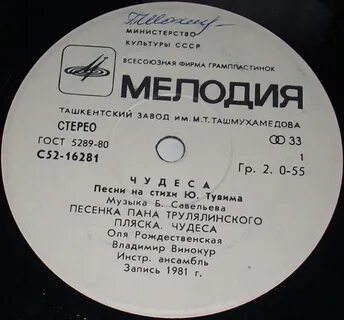 МИНИСТЕРСТВО
КУЛЬТУРЫ СССР
ВСЕСОЮЗНАЯ ФИРМА ГРАМПЛАСТИНОК
МЕЛОДИЯ
ТАШКЕНТСКИЙ ЗАВОД ИМ. М.Т. ТАШМУХАМЕДОВА
СТЕРЕО
33
ГОСТ 5289-80
1
С52-16281
Гр. 2. 0-55
ЧУДЕСА
Песни на стихи Ю. Тувима
Музыка Б. Савельева
ПЕСЕНКА ПАНА ТРУЛЯЛИНСКОГО
ПЛЯСКА. ЧУДЕСА
Оля Рождественская
Владимир Винокур
Инстр. ансамбль
Запись 1981 г.